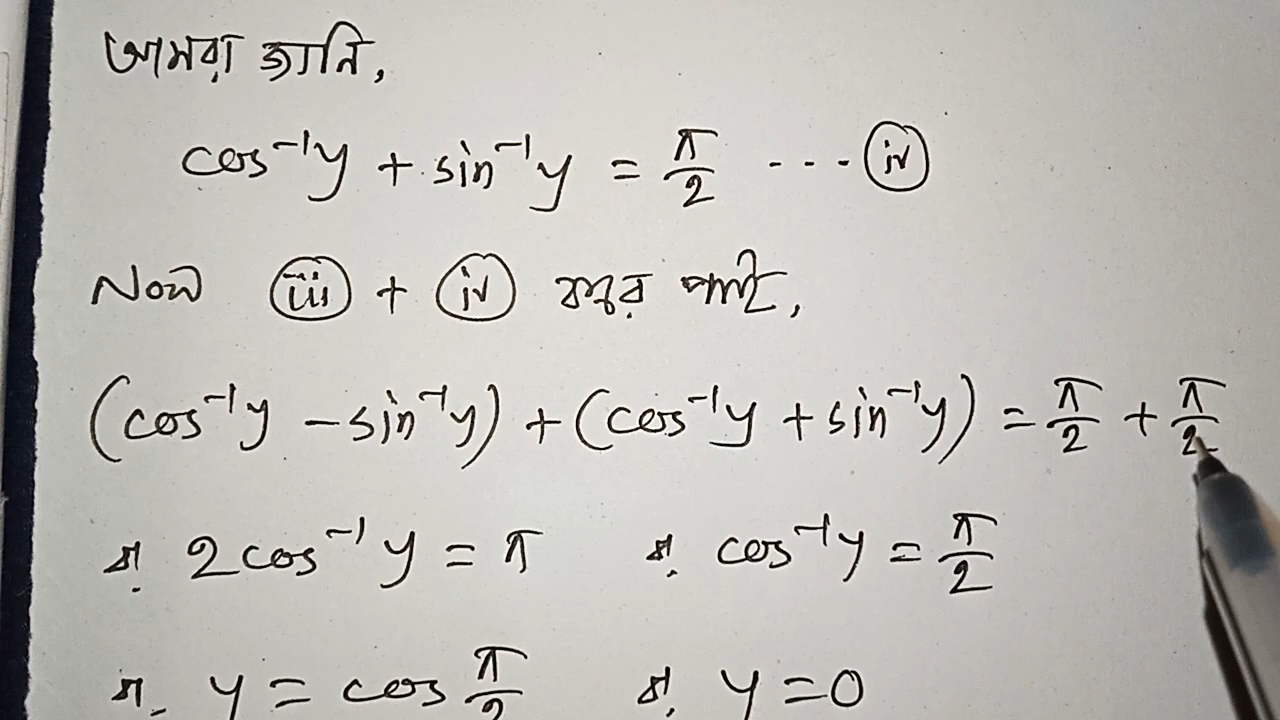 আমরা জানি,
cos⁻¹y + sin⁻¹y = π/2 --- (iv)
Now (iii) + (iv) করে পাই,
(cos⁻¹y - sin⁻¹y) + (cos⁻¹y + sin⁻¹y) = π/2 + π/2
বা, 2cos⁻¹y = π বা, cos⁻¹y = π/2
বা, y = cos π/2 বা, y = 0